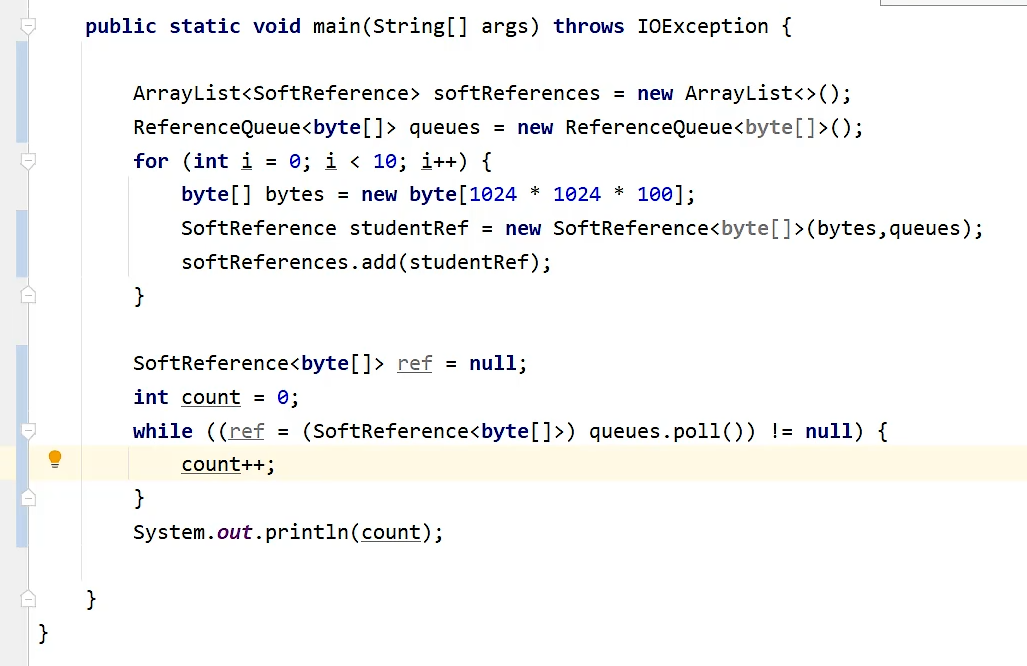 public static void main(String[] args) throws IOException {
ArrayList<SoftReference> softReferences = new ArrayList<>();
ReferenceQueue<byte[]> queues = new ReferenceQueue<byte[]>();
for (int i = 0; i < 10; i++) {
byte[] bytes = new byte[1024 * 1024 * 100];
SoftReference studentRef = new SoftReference<byte[]>(bytes,queues);
softReferences.add(studentRef);
}
SoftReference<byte[]> ref = null;
int count = 0;
while ((ref = (SoftReference<byte[]>) queues.poll()) != null) {
count++;
}
System.out.println(count);
}
}